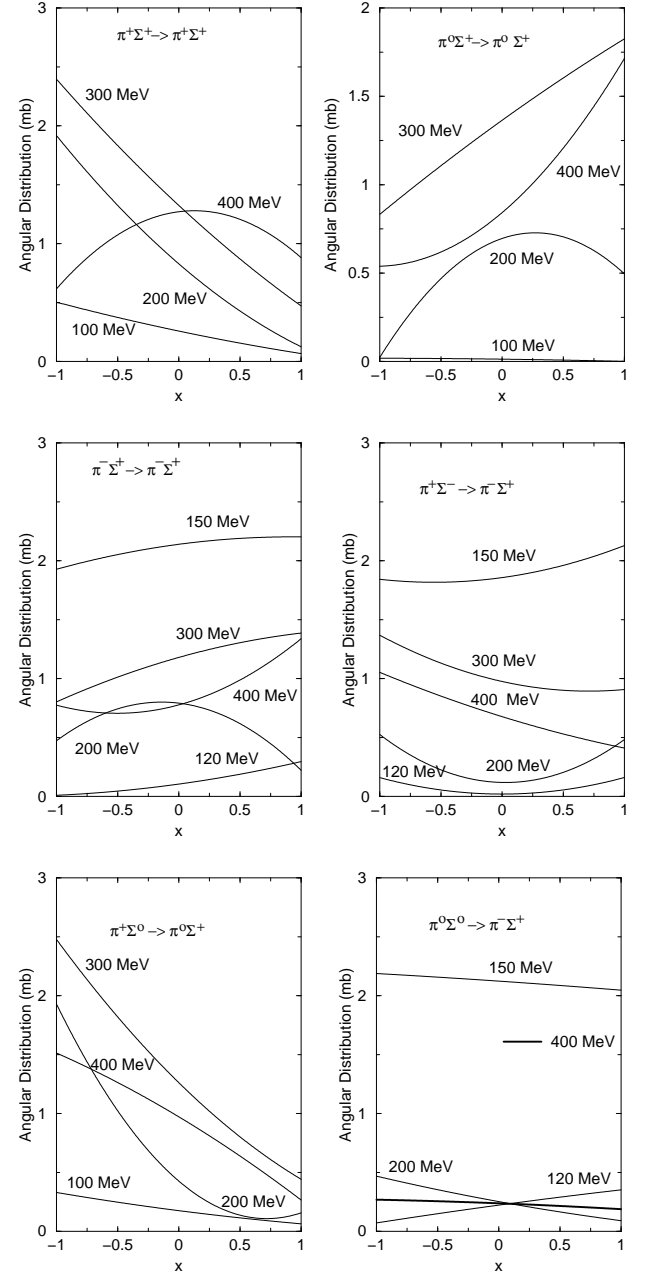 π⁺Σ⁺–> π⁺Σ⁺
300 MeV
400 MeV
200 MeV
100 MeV
Angular Distribution (mb)
0
1
2
3
−1
−0.5
0
0.5
1
x
π⁰Σ⁺–> π⁰ Σ⁺
300 MeV
400 MeV
200 MeV
100 MeV
Angular Distribution (mb)
0
0.5
1
1.5
2
−1
−0.5
0
0.5
1
x
π⁻Σ⁺–> π⁻Σ⁺
150 MeV
300 MeV
400 MeV
200 MeV
120 MeV
Angular Distribution (mb)
0
1
2
3
−1
−0.5
0
0.5
1
x
π⁺Σ⁻–> π⁻Σ⁺
150 MeV
300 MeV
400 MeV
200 MeV
120 MeV
Angular Distribution (mb)
0
1
2
3
−1
−0.5
0
0.5
1
x
π⁺Σ⁰–> π⁰Σ⁺
300 MeV
400 MeV
100 MeV
200 MeV
Angular Distribution (mb)
0
1
2
3
−1
−0.5
0
0.5
1
x
π⁰Σ⁰–> π⁻Σ⁺
150 MeV
400 MeV
200 MeV
120 MeV
Angular Distribution (mb)
0
1
2
3
−1
−0.5
0
0.5
1
x